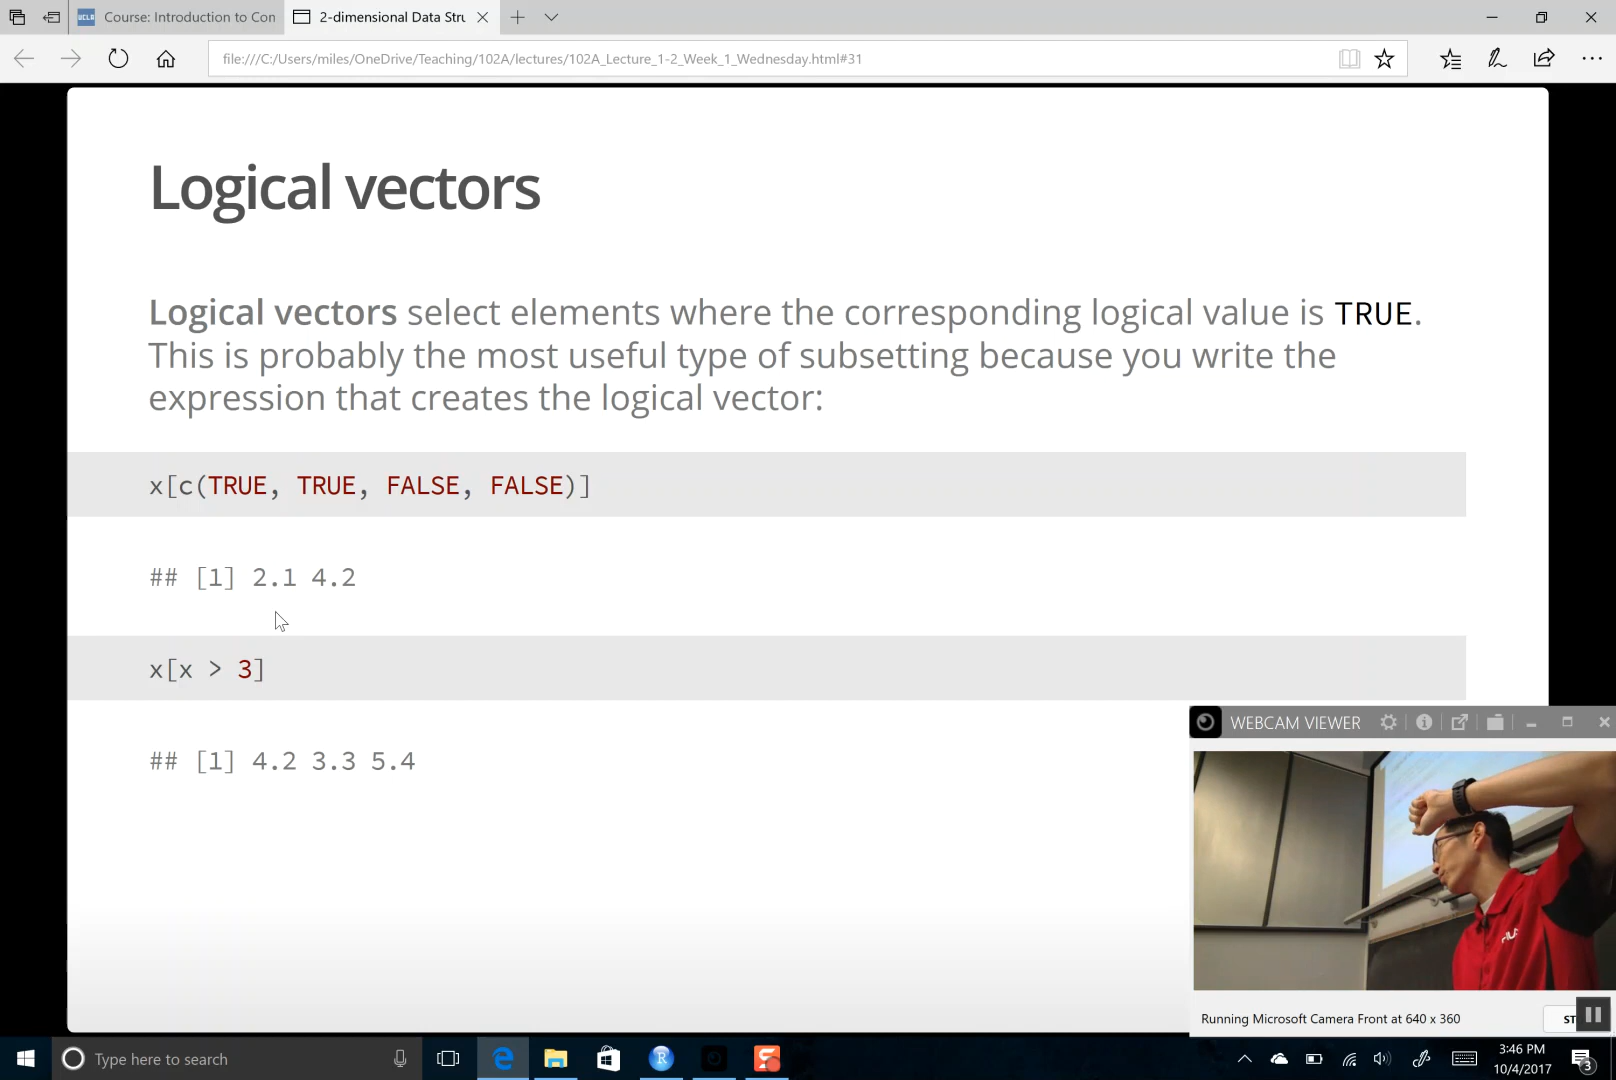 Course: Introduction to Con
2-dimensional Data Stru
file:///C:/Users/miles/OneDrive/Teaching/102A/lectures/102A_Lecture_1-2_Week_1_Wednesday.html#31
Logical vectors
Logical vectors select elements where the corresponding logical value is TRUE.
This is probably the most useful type of subsetting because you write the
expression that creates the logical vector:
x[c(TRUE, TRUE, FALSE, FALSE)]
## [1] 2.1 4.2
x[x > 3]
## [1] 4.2 3.3 5.4
WEBCAM VIEWER
FILA
Running Microsoft Camera Front at 640 x 360
ST
Type here to search
3:46 PM
10/4/2017
3
UCLA
R